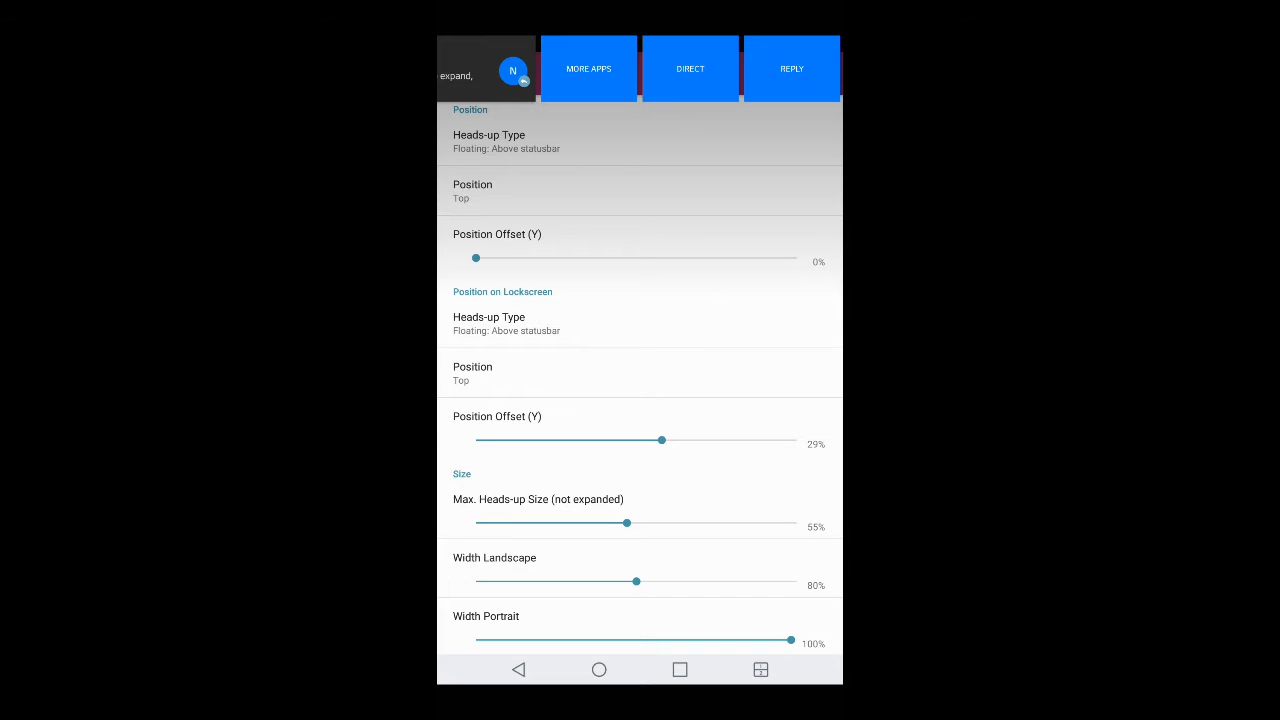 expand,
N
MORE APPS
DIRECT
REPLY
Position
Heads-up Type
Floating: Above statusbar
Position
Top
Position Offset (Y)
0%
Position on Lockscreen
Heads-up Type
Floating: Above statusbar
Position
Top
Position Offset (Y)
29%
Size
Max. Heads-up Size (not expanded)
55%
Width Landscape
80%
Width Portrait
100%